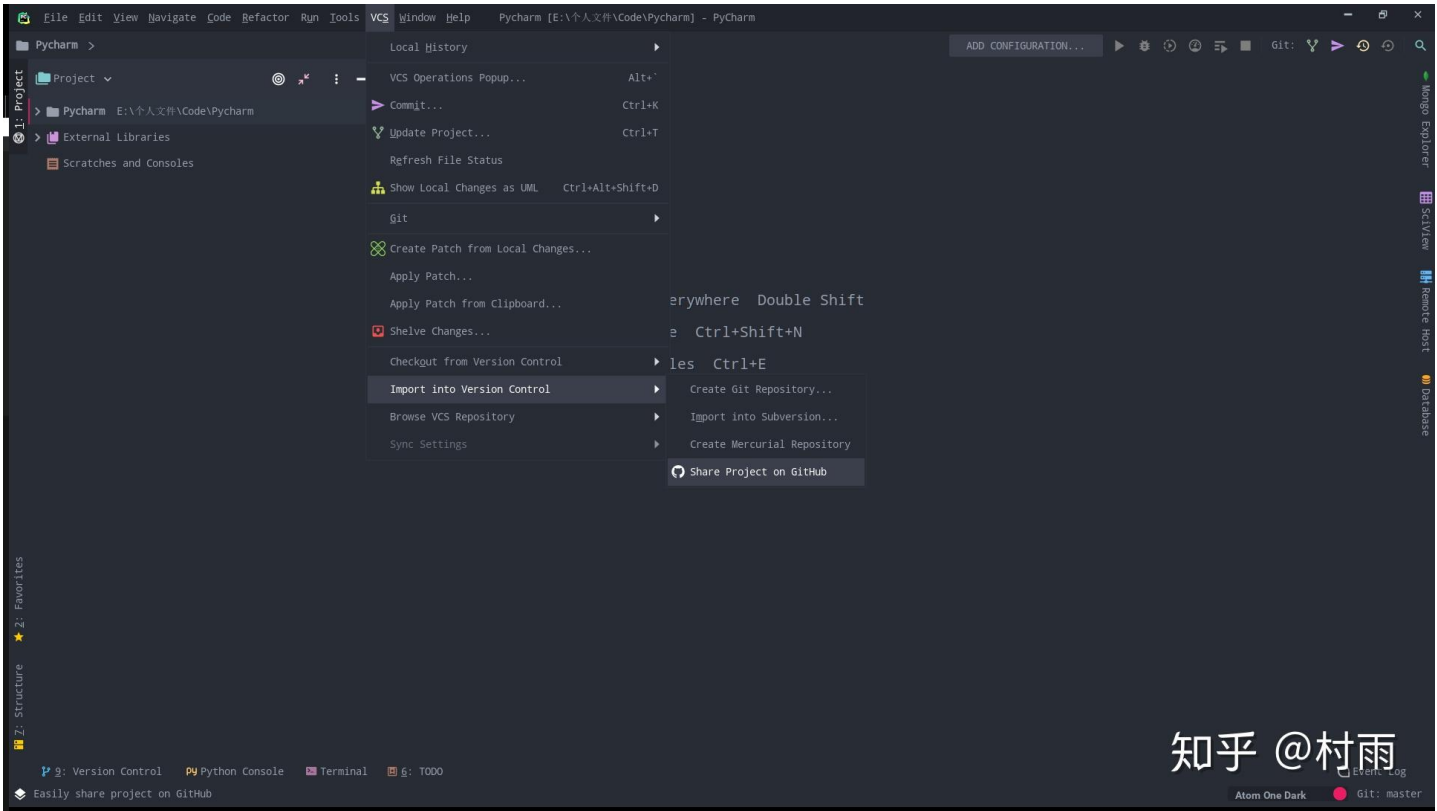 File Edit View Navigate Code Refactor Run Tools VCS Window Help Pycharm [E:\个人文件\Code\Pycharm] - PyCharm
Pycharm
ADD CONFIGURATION...
Git:
Project
Pycharm E:\个人文件\Code\Pycharm
External Libraries
Scratches and Consoles
1: Project
2: Favorites
Z: Structure
Local History
VCS Operations Popup... Alt+`
Commit... Ctrl+K
Update Project... Ctrl+T
Refresh File Status
Show Local Changes as UML Ctrl+Alt+Shift+D
Git
Create Patch from Local Changes...
Apply Patch...
Apply Patch from Clipboard...
Shelve Changes...
Checkout from Version Control
Import into Version Control
Browse VCS Repository
Sync Settings
Create Git Repository...
Import into Subversion...
Create Mercurial Repository
Share Project on GitHub
erywhere Double Shift
e Ctrl+Shift+N
les Ctrl+E
Mongo Explorer
SciView
Remote Host
Database
知乎 @村雨
9: Version Control
Python Console
Terminal
6: TODO
Event Log
Easily share project on GitHub
Atom One Dark
Git: master